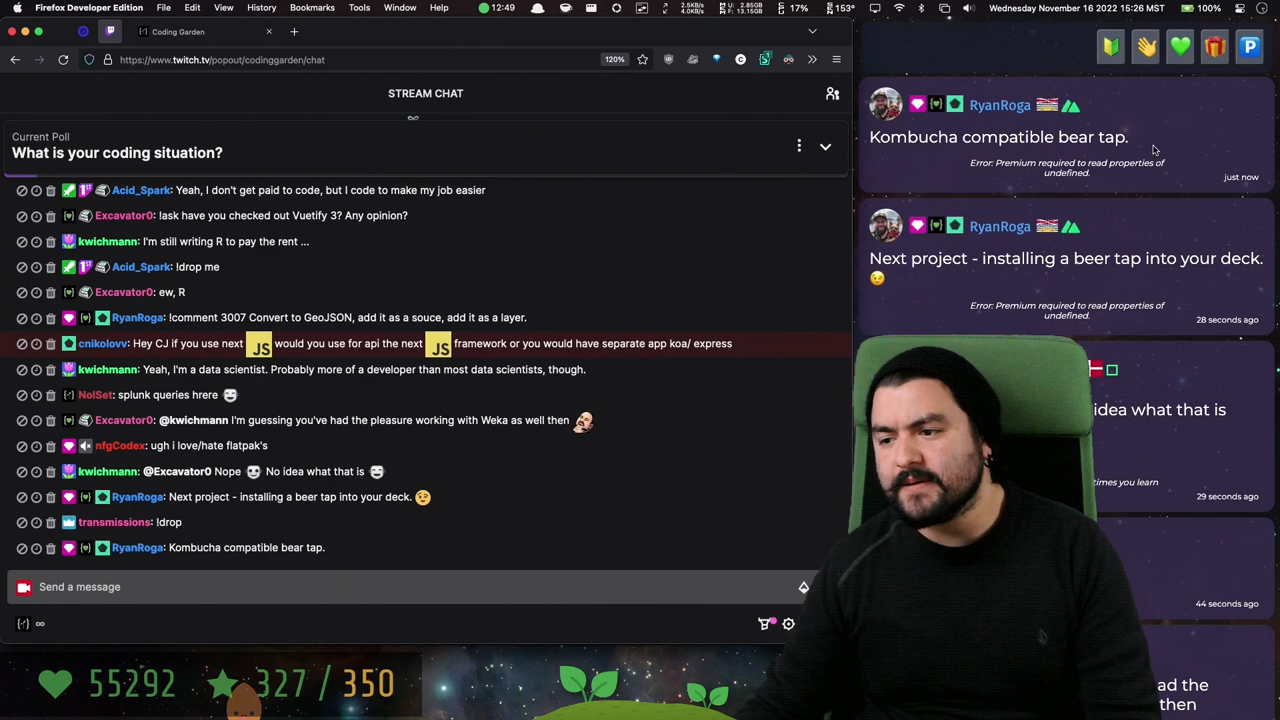 Firefox Developer Edition File Edit View History Bookmarks Tools Window Help 12:49 2.5KB/s 4.0KB/s U: 2.85GB F: 13.15GB 17% 153° Wednesday November 16 2022 15:26 MST 100%
Coding Garden
https://www.twitch.tv/popout/codinggarden/chat 120%
STREAM CHAT
Current Poll
What is your coding situation?
Acid_Spark: Yeah, I don't get paid to code, but I code to make my job easier
Excavator0: !ask have you checked out Vuetify 3? Any opinion?
kwichmann: I'm still writing R to pay the rent ...
Acid_Spark: !drop me
Excavator0: ew, R
RyanRoga: !comment 3007 Convert to GeoJSON, add it as a souce, add it as a layer.
cnikolovv: Hey CJ if you use next JS would you use for api the next JS framework or you would have separate app koa/ express
kwichmann: Yeah, I'm a data scientist. Probably more of a developer than most data scientists, though.
NolSet: splunk queries hrere
Excavator0: @kwichmann I'm guessing you've had the pleasure working with Weka as well then
nfgCodex: ugh i love/hate flatpak's
kwichmann: @Excavator0 Nope No idea what that is
RyanRoga: Next project - installing a beer tap into your deck.
transmissions: !drop
RyanRoga: Kombucha compatible bear tap.
Send a message
55292 327 / 350
RyanRoga
Kombucha compatible bear tap.
Error: Premium required to read properties of
undefined.
just now
RyanRoga
Next project - installing a beer tap into your deck.
Error: Premium required to read properties of
undefined.
28 seconds ago
idea what that is
times you learn
29 seconds ago
44 seconds ago
ad the
then